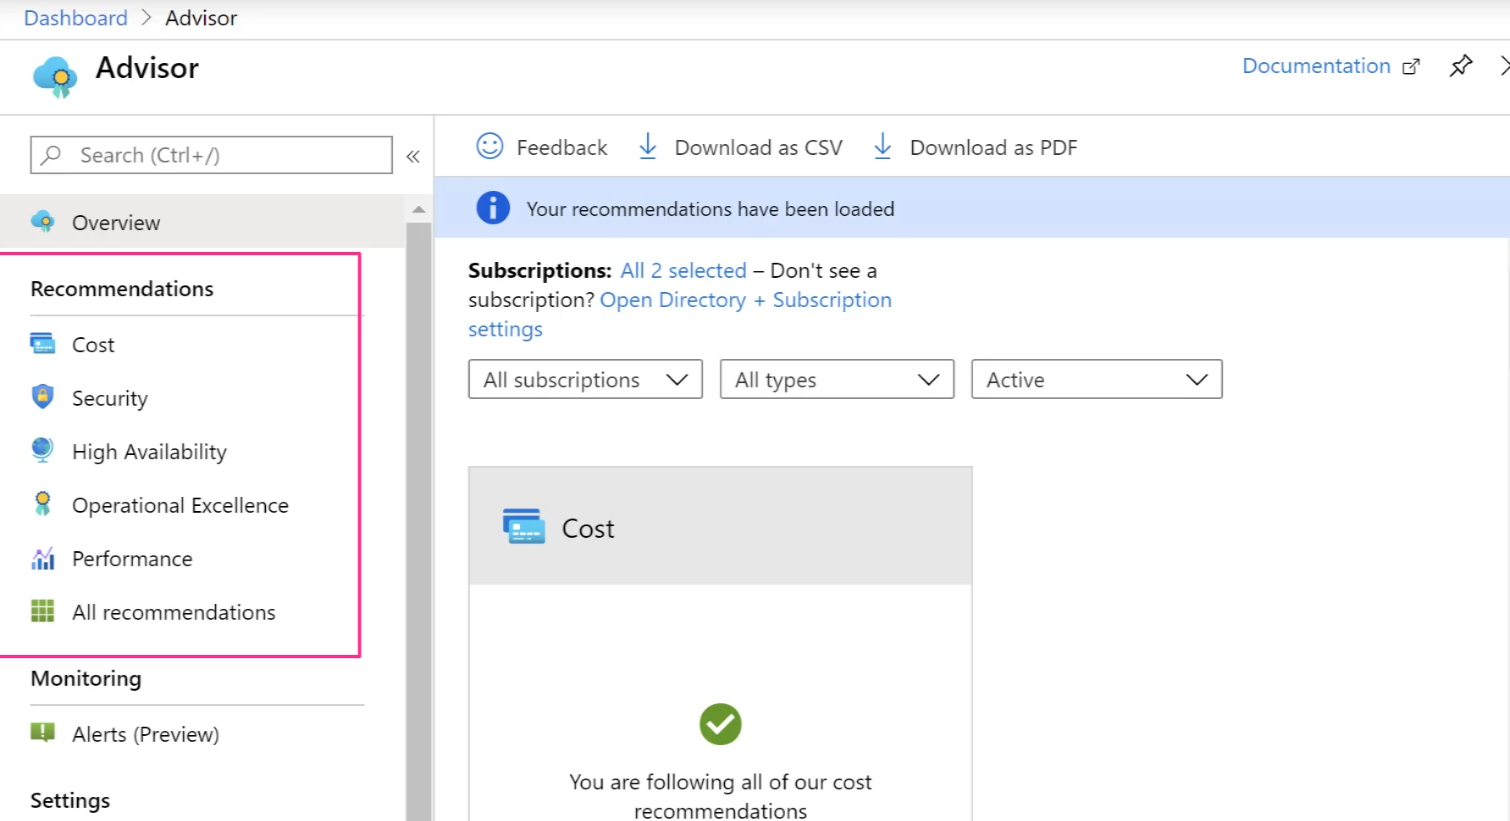 Dashboard > Advisor
Advisor
Documentation
Search (Ctrl+/)
«
Overview
Recommendations
Cost
Security
High Availability
Operational Excellence
Performance
All recommendations
Monitoring
Alerts (Preview)
Settings
Feedback
Download as CSV
Download as PDF
Your recommendations have been loaded
Subscriptions: All 2 selected – Don't see a
subscription? Open Directory + Subscription
settings
All subscriptions
All types
Active
Cost
You are following all of our cost
recommendations